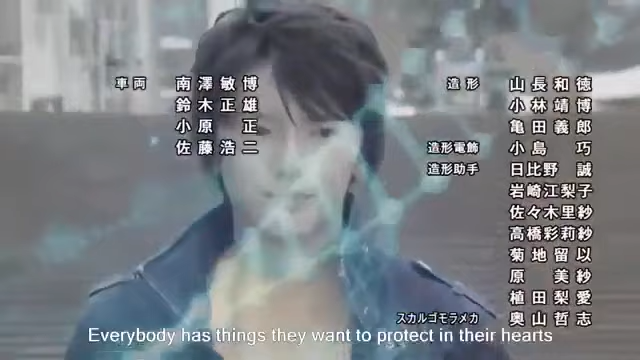 車両 南澤敏博
鈴木正雄
小原 正
佐藤浩二
造形 山長和徳
小林靖博
亀田義郎
造形電飾 小島 巧
造形助手 日比野 誠
岩崎江梨子
佐々木里紗
高橋彩莉紗
菊地留以
原 美紗
植田梨愛
スカルゴモラメカ 奥山哲志
Everybody has things they want to protect in their hearts